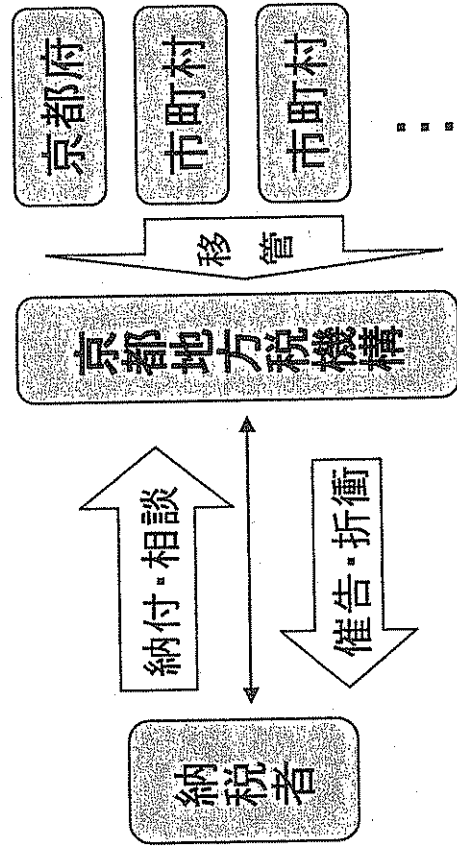 京都府
市町村
市町村
移管
京都地方税機構
納付・相談
催告・折衝
納税者